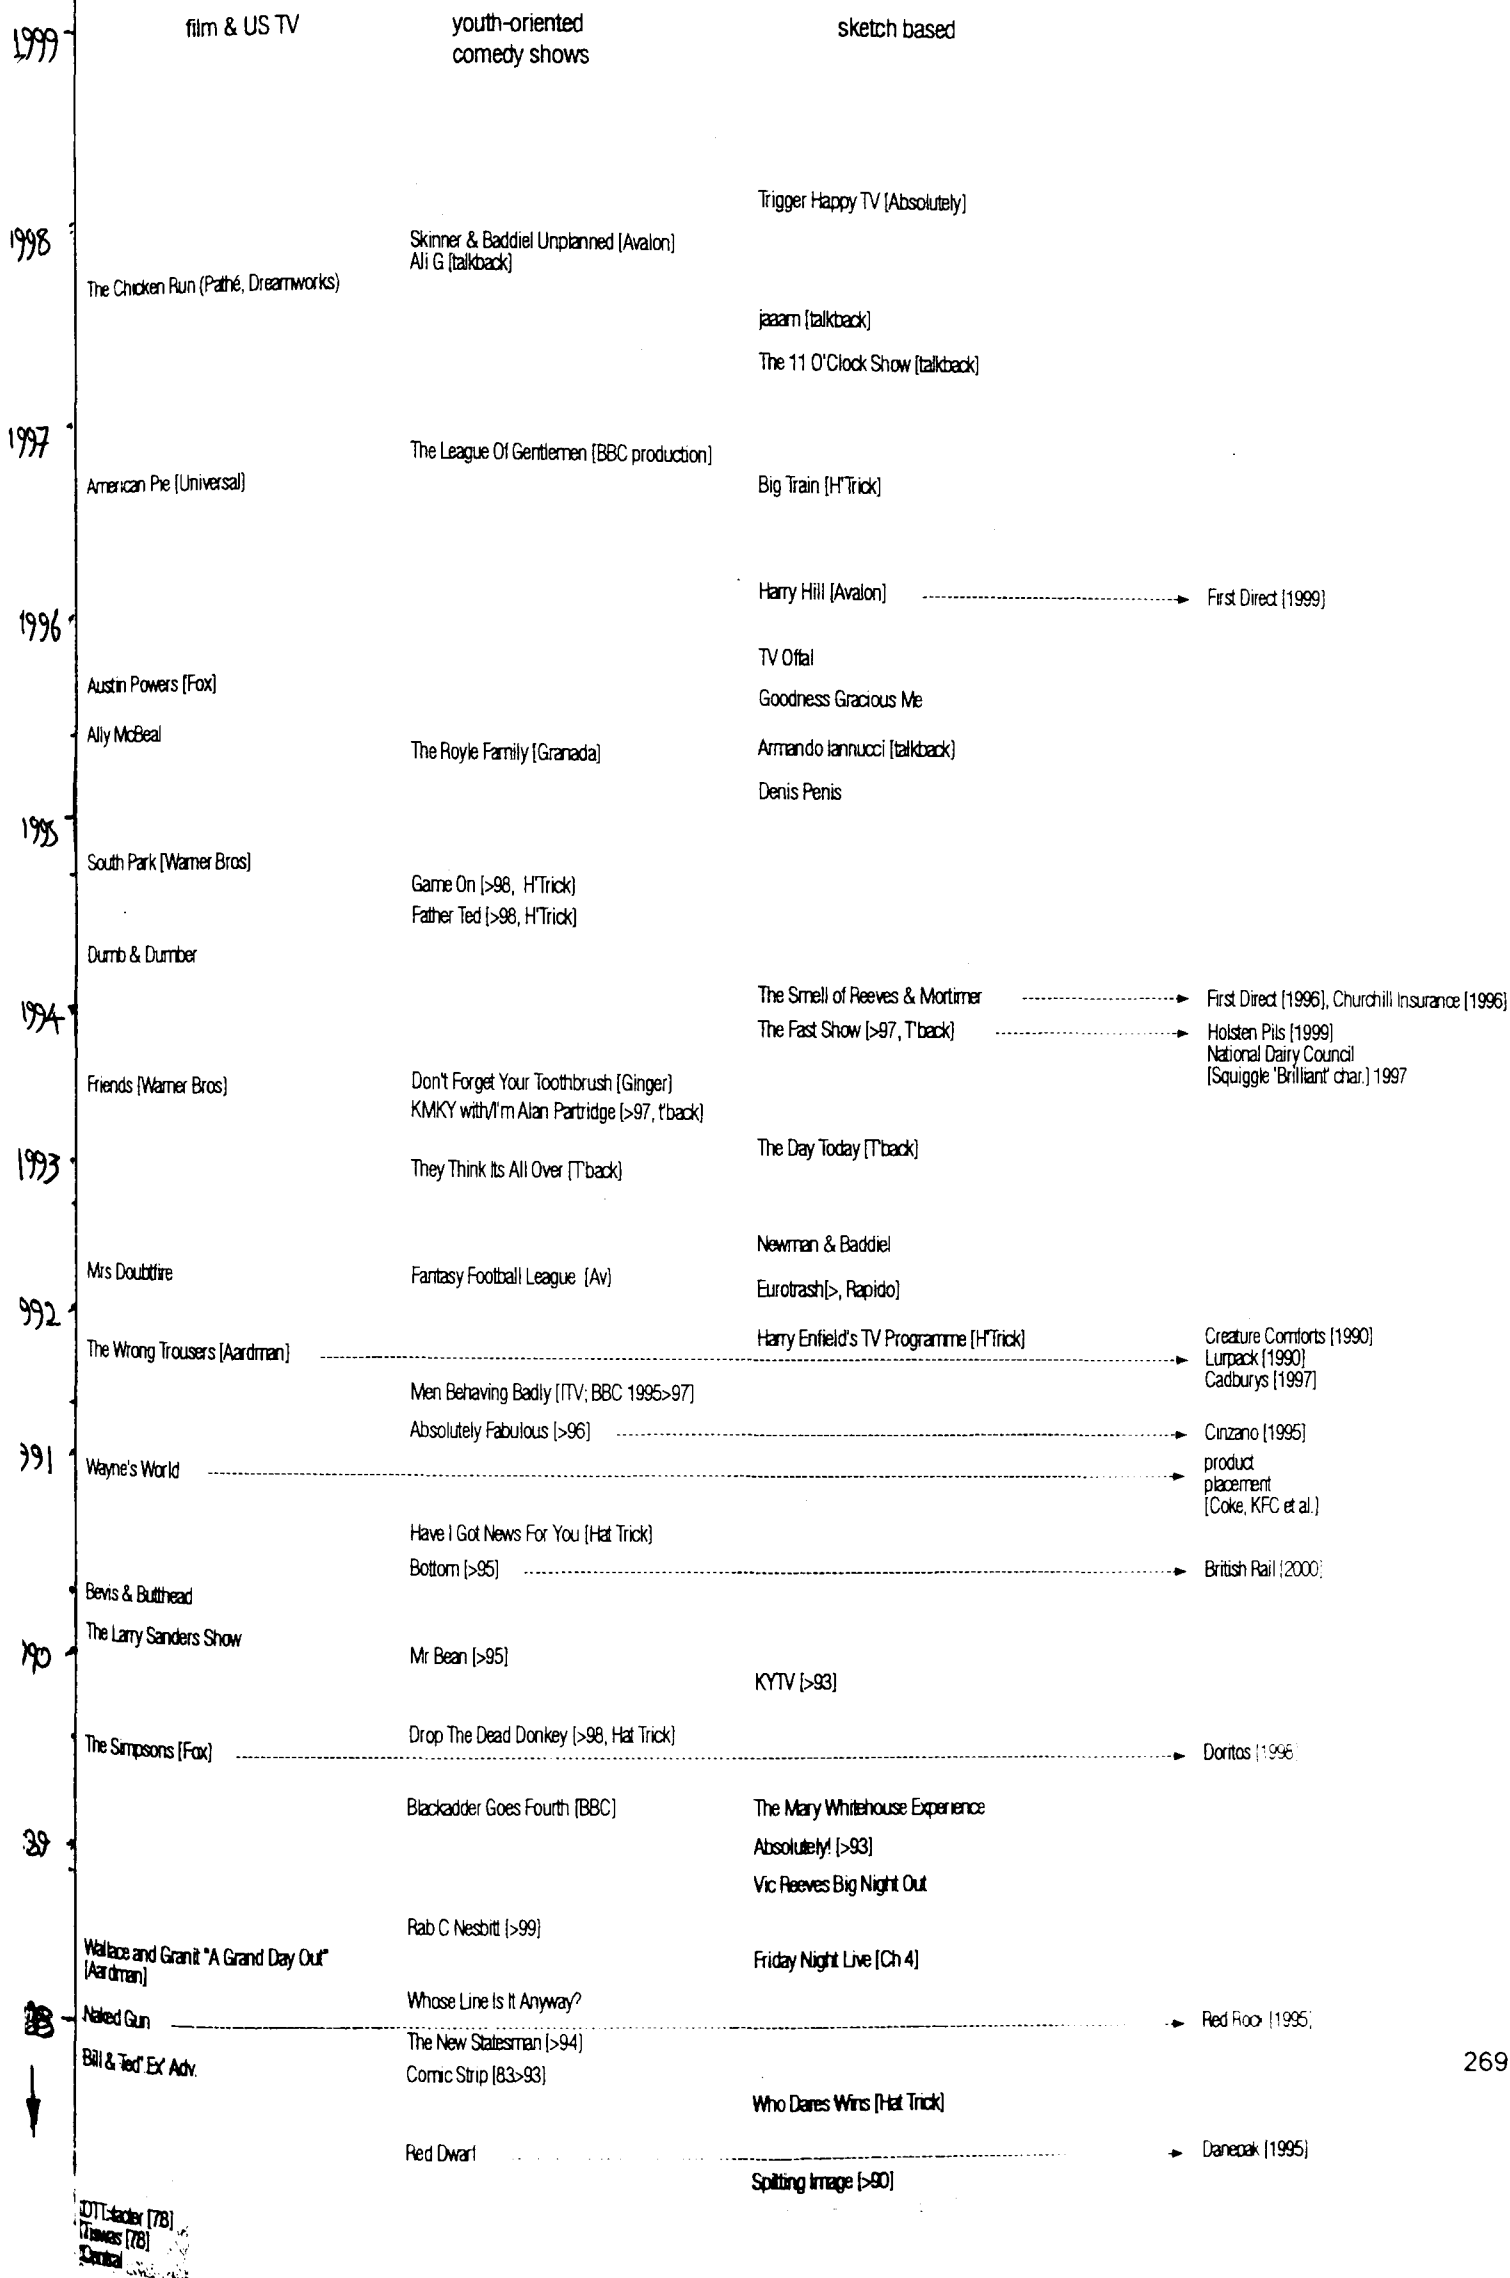 1999
film & US TV
youth-oriented
comedy shows
sketch based
Trigger Happy TV [Absolutely]
1998
Skinner & Baddiel Unplanned [Avalon]
Ali G [talkback]
The Chicken Run (Pathé, Dreamworks)
jaaam [talkback]
The 11 O'Clock Show [talkback]
1997
The League Of Gentlemen [BBC production]
American Pie [Universal]
Big Train [H'Trick]
Harry Hill [Avalon]
First Direct [1999]
1996
TV Offal
Austin Powers [Fox]
Goodness Gracious Me
Ally McBeal
The Royle Family [Granada]
Armando Iannucci [talkback]
Denis Penis
1995
South Park [Warner Bros]
Game On [>98, H'Trick]
Father Ted [>98, H'Trick]
Dumb & Dumber
The Smell of Reeves & Mortimer
First Direct [1996], Churchill Insurance [1996]
1994
The Fast Show [>97, T'back]
Holsten Pils [1999]
National Dairy Council
[Squiggle 'Brilliant' char.] 1997
Friends [Warner Bros]
Don't Forget Your Toothbrush [Ginger]
KMKY with/I'm Alan Partridge [>97, t'back]
The Day Today [T'back]
1993
They Think Its All Over [T'back]
Newman & Baddiel
Mrs Doubtfire
Fantasy Football League [Av]
Eurotrash[>, Rapido]
992
Harry Enfield's TV Programme [H'Trick]
The Wrong Trousers [Aardman]
Creature Comforts [1990]
Lurpack [1990]
Cadburys [1997]
Men Behaving Badly [ITV; BBC 1995>97]
Absolutely Fabulous [>96]
Cinzano [1995]
991
Wayne's World
product
placement
[Coke, KFC et al.]
Have I Got News For You [Hat Trick]
Bottom [>95]
British Rail [2000]
Bevis & Butthead
The Larry Sanders Show
90
Mr Bean [>95]
KYTV [>93]
Drop The Dead Donkey [>98, Hat Trick]
The Simpsons [Fox]
Doritos [1998]
Blackadder Goes Fourth [BBC]
The Mary Whitehouse Experience
89
Absolutely! [>93]
Vic Reeves Big Night Out
Rab C Nesbitt [>99]
Wallace and Gromit "A Grand Day Out"
[Aardman]
Friday Night Live [Ch 4]
Whose Line Is It Anyway?
Naked Gun
Red Rock [1995]
The New Statesman [>94]
Bill & Ted' Ex' Adv.
Comic Strip [83>93]
269
Who Dares Wins [Hat Trick]
Red Dwarf
Danepak [1995]
Spitting Image [>90]
[78]
Tiswas [78]
Central